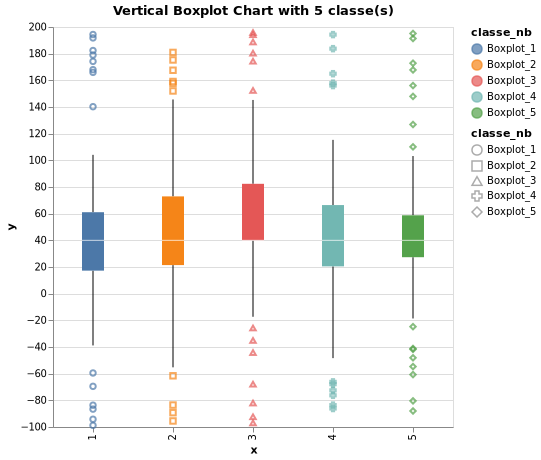 Vertical Boxplot Chart with 5 classe(s)
200
180
160
140
120
100
80
60
40
20
0
−20
−40
−60
−80
−100
y
1
2
3
4
5
x
classe_nb
Boxplot_1
Boxplot_2
Boxplot_3
Boxplot_4
Boxplot_5
classe_nb
Boxplot_1
Boxplot_2
Boxplot_3
Boxplot_4
Boxplot_5